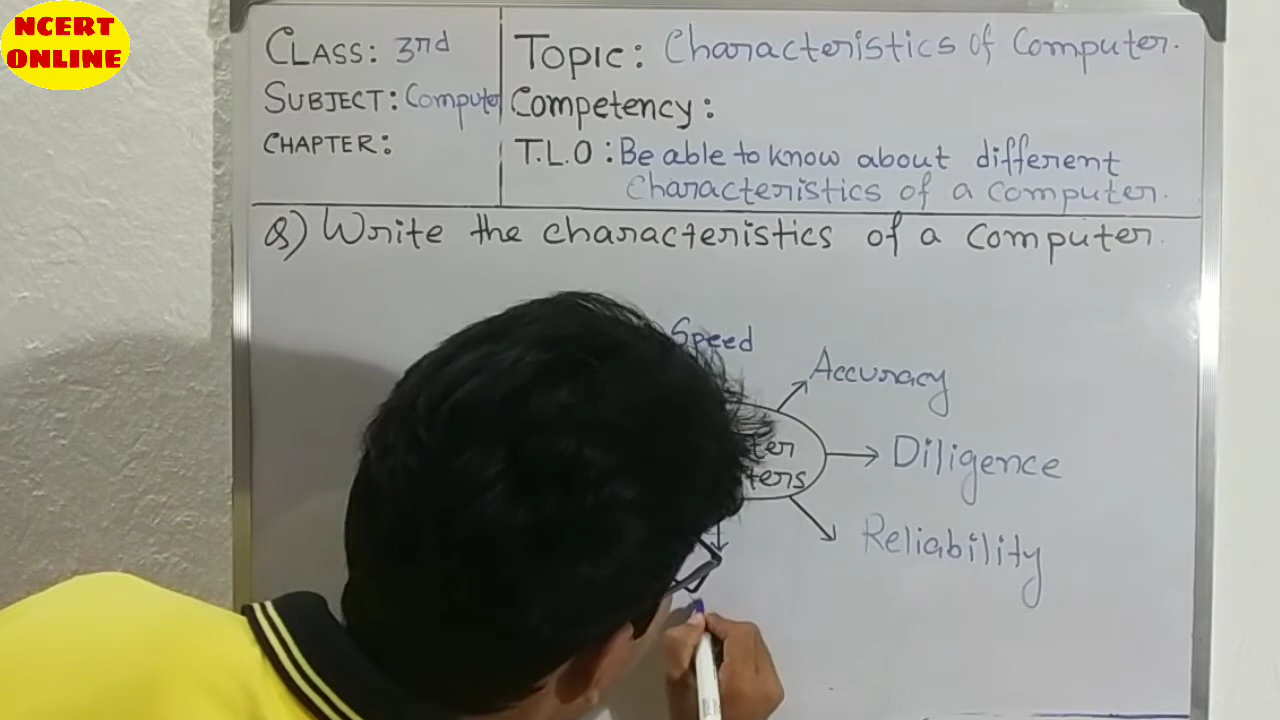 NCERT
ONLINE
CLASS: 3rd
SUBJECT: Computer
CHAPTER:
TOPIC: Characteristics of Computer.
Competency:
T.L.O: Be able to know about different
characteristics of a computer.
Q) Write the characteristics of a computer.
Speed
Accuracy
Diligence
Reliability